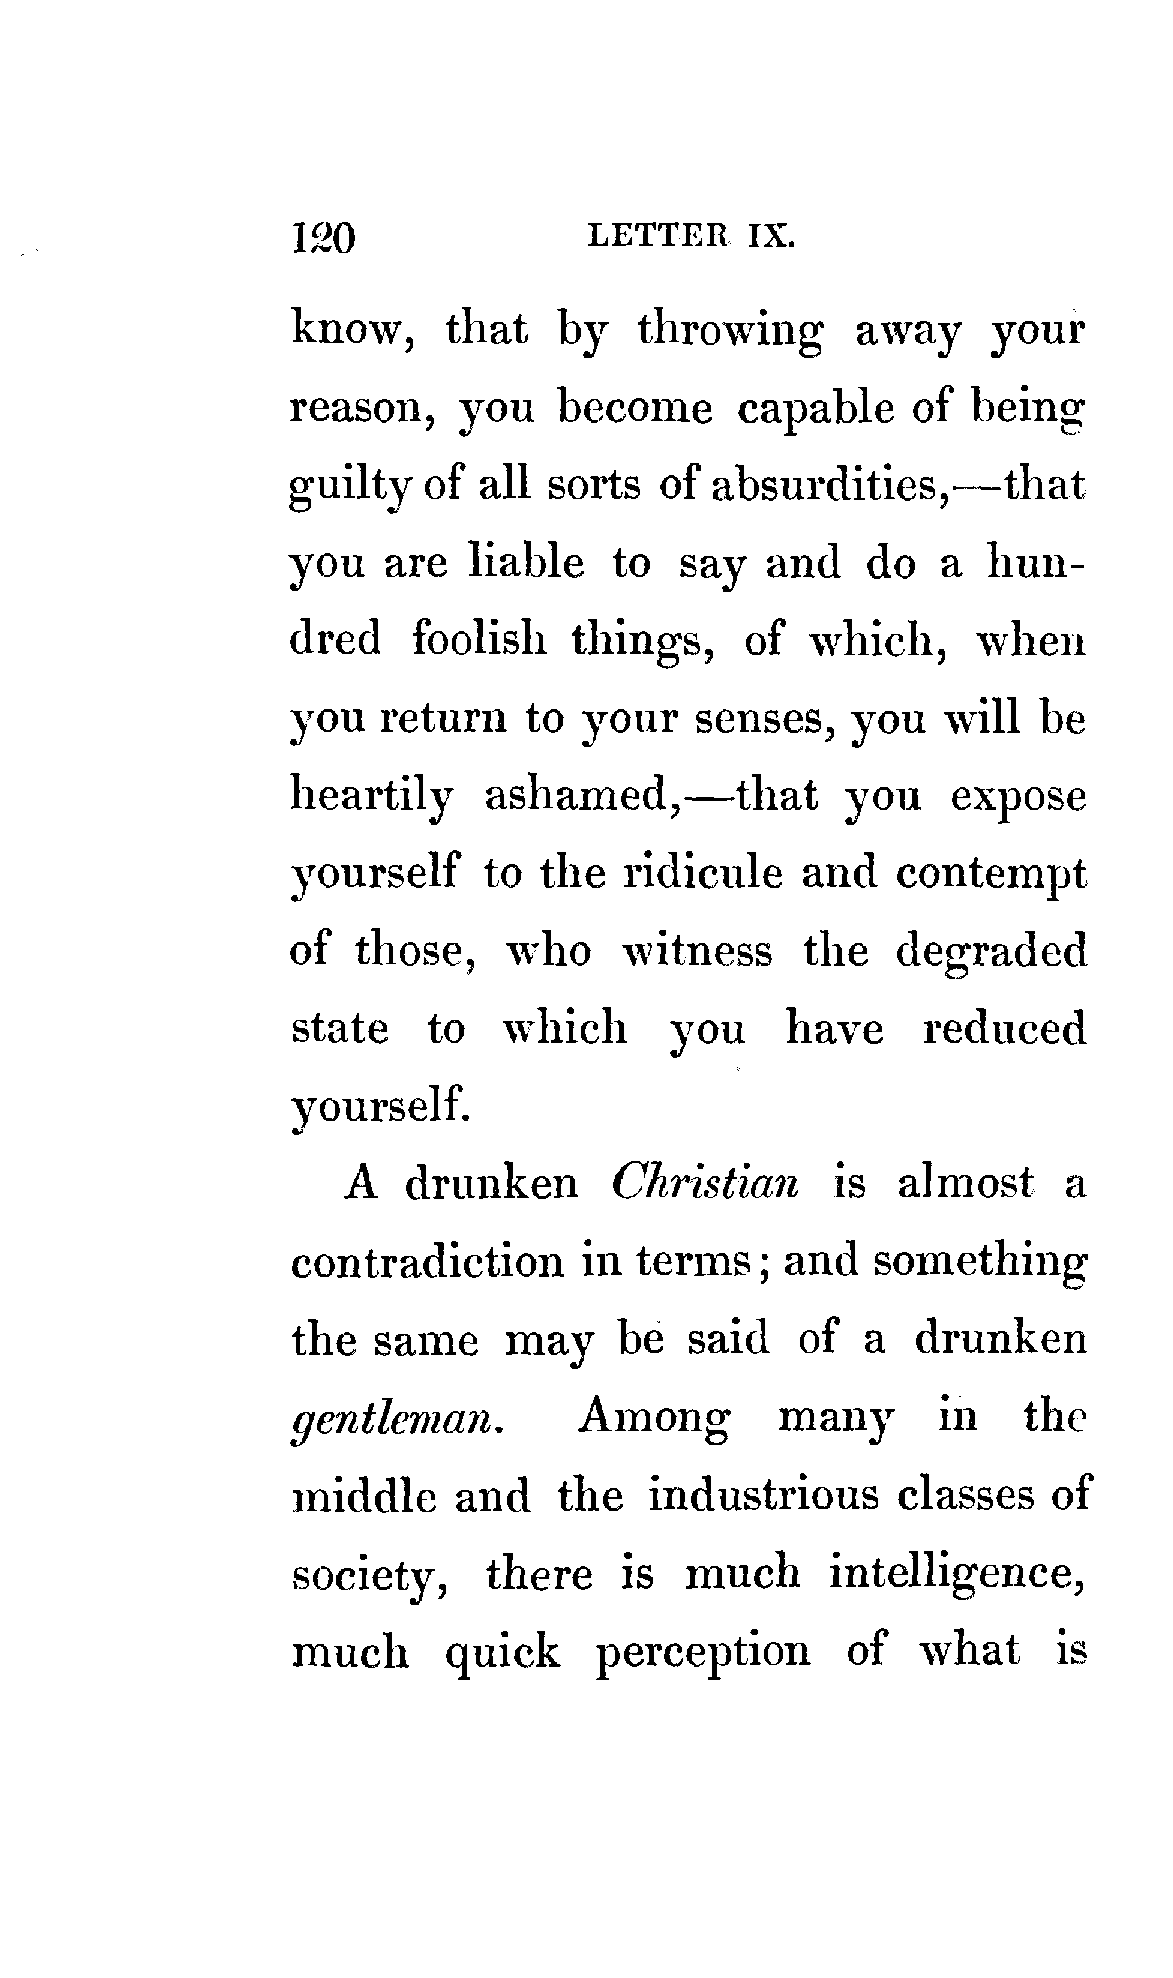 120 LETTER IX.
know, that by throwing away your
reason, you become capable of being
guilty of all sorts of absurdities,—that
you are liable to say and do a hun-
dred foolish things, of which, when
you return to your senses, you will be
heartily ashamed,—that you expose
yourself to the ridicule and contempt
of those, who witness the degraded
state to which you have reduced
yourself.
A drunken Christian is almost a
contradiction in terms; and something
the same may be said of a drunken
gentleman. Among many in the
middle and the industrious classes of
society, there is much intelligence,
much quick perception of what is